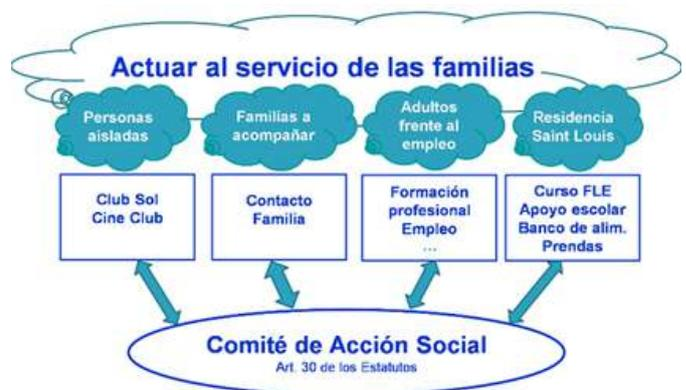 Actuar al servicio de las familias
Personas
aisladas
Familias a
acompañar
Adultos
frente al
empleo
Residencia
Saint Louis
Club Sol
Cine Club
Contacto
Familia
Formación
profesional
Empleo
...
Curso FLE
Apoyo escolar
Banco de alim.
Prendas
Comité de Acción Social
Art. 30 de los Estatutos